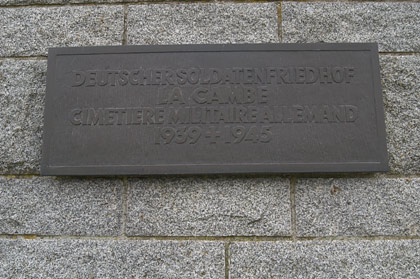 DEUTSCHER SOLDATENFRIEDHOF
LA CAMBE
CIMETIERE MILITAIRE ALLEMAND
1939 + 1945